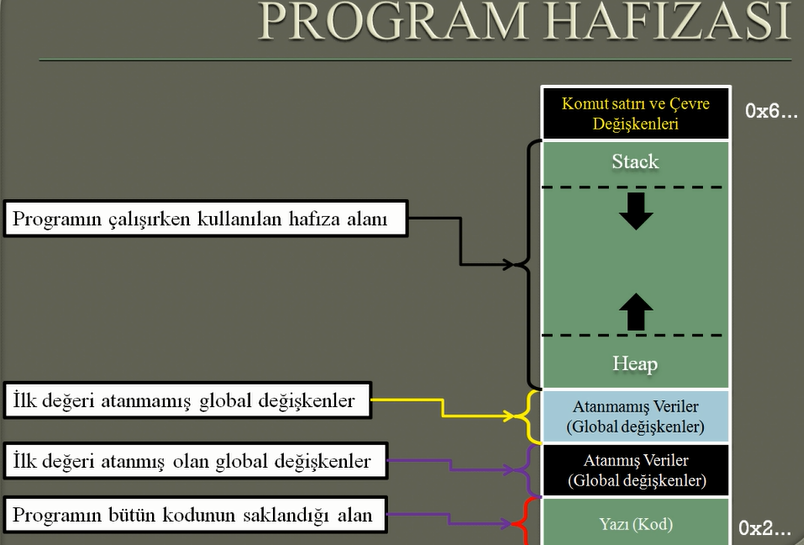 PROGRAM HAFIZASI
Komut satırı ve Çevre
Değişkenleri
0x6...
Stack
Programın çalışırken kullanılan hafıza alanı
Heap
İlk değeri atanmamış global değişkenler
Atanmamış Veriler
(Global değişkenler)
İlk değeri atanmış olan global değişkenler
Atanmış Veriler
(Global değişkenler)
Programın bütün kodunun saklandığı alan
Yazı (Kod)
0x2...